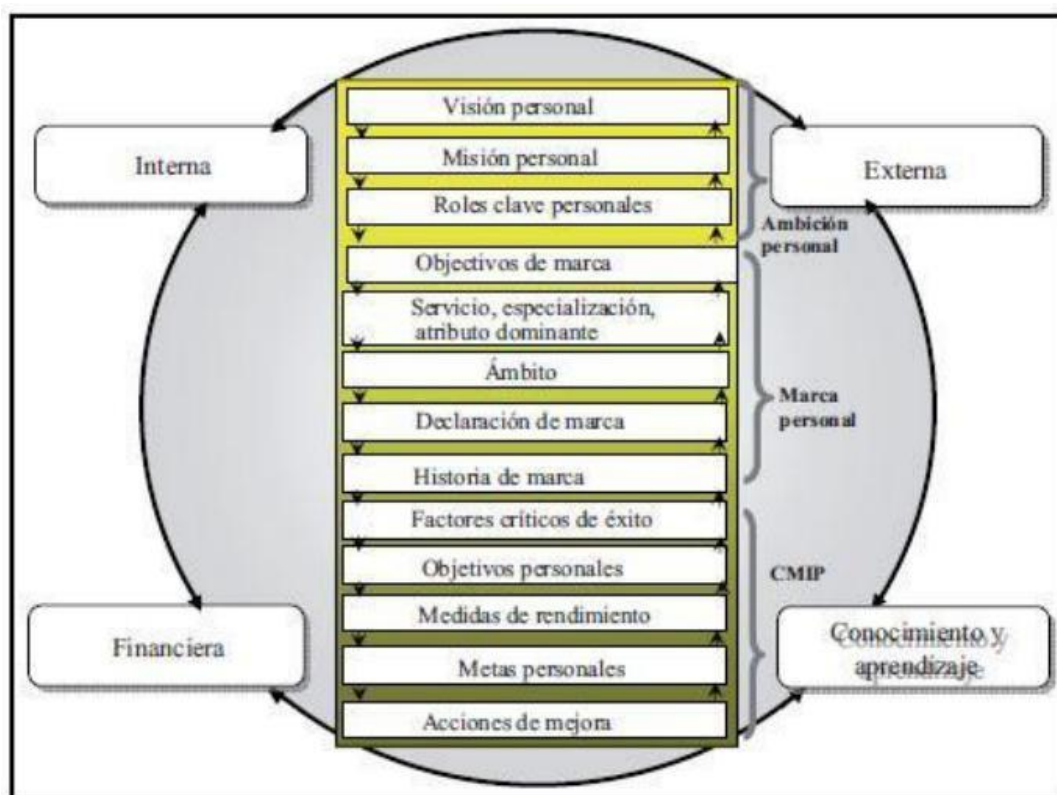 Visión personal
Interna
Misión personal
Externa
Roles clave personales
Ambición
personal
Objectivos de marca
Servicio, especialización,
atributo dominante
Ámbito
Marca
personal
Declaración de marca
Historia de marca
Factores críticos de éxito
Objetivos personales
CMIP
Medidas de rendimiento
Financiera
Metas personales
Conocimiento y
aprendizaje
Acciones de mejora